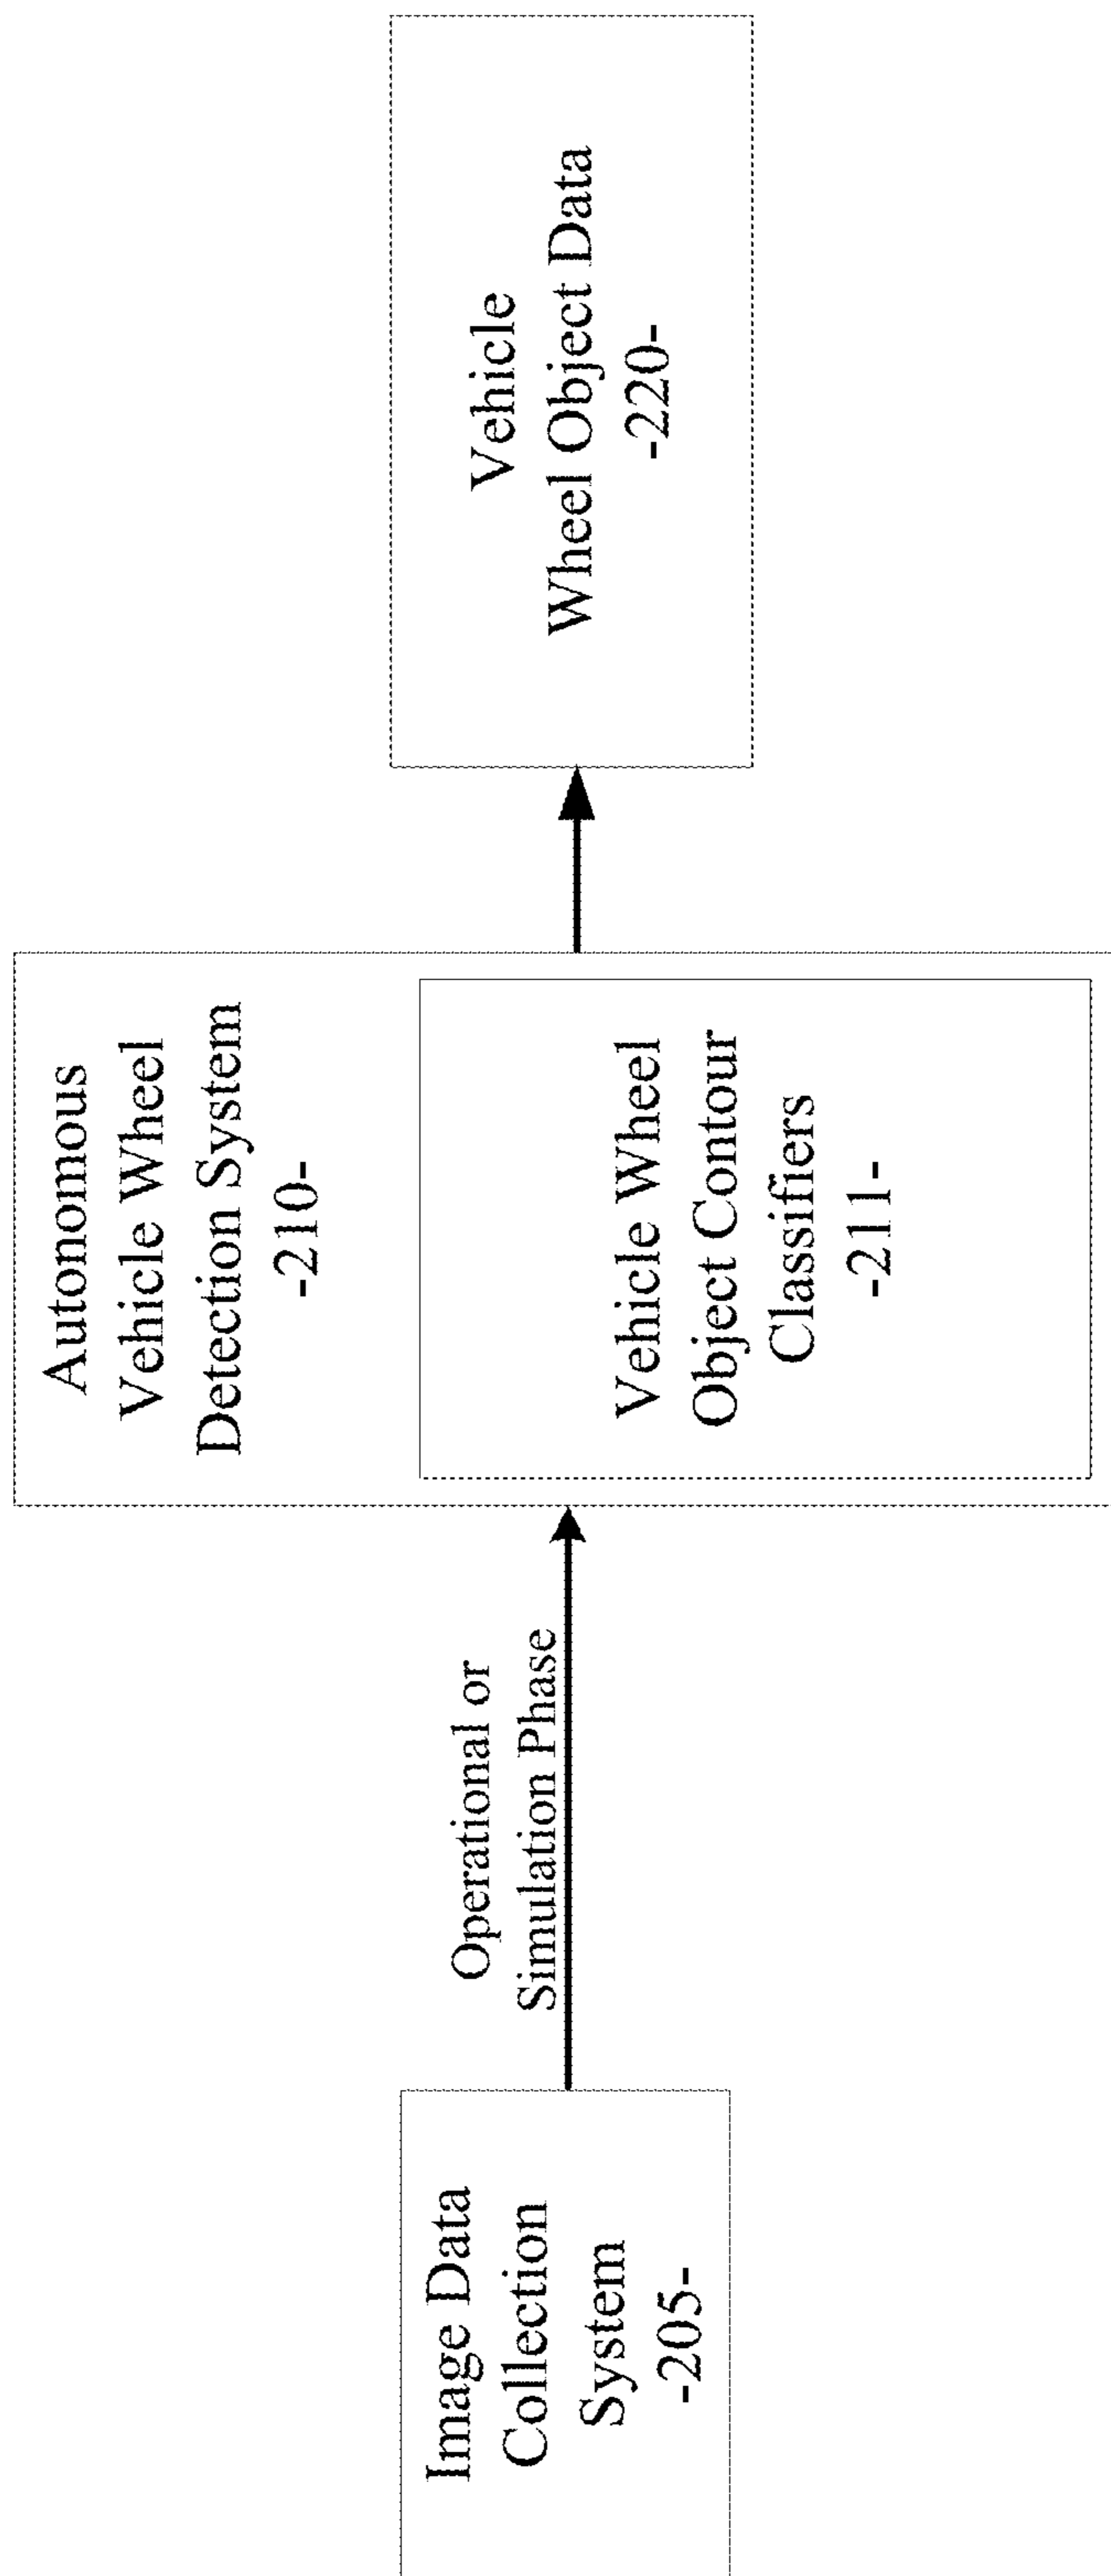 Image Data
Collection
System
-205-
Operational or
Simulation Phase
Autonomous
Vehicle Wheel
Detection System
-210-
Vehicle Wheel
Object Contour
Classifiers
-211-
Vehicle
Wheel Object Data
-220-